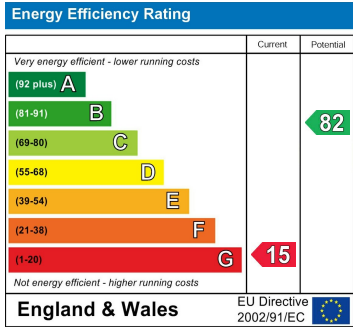 Energy Efficiency Rating
Current Potential
Very energy efficient - lower running costs
(92 plus) A
(81-91) B
82
(69-80) C
(55-68) D
(39-54) E
(21-38) F
(1-20) G
15
Not energy efficient - higher running costs
England & Wales
EU Directive
2002/91/EC